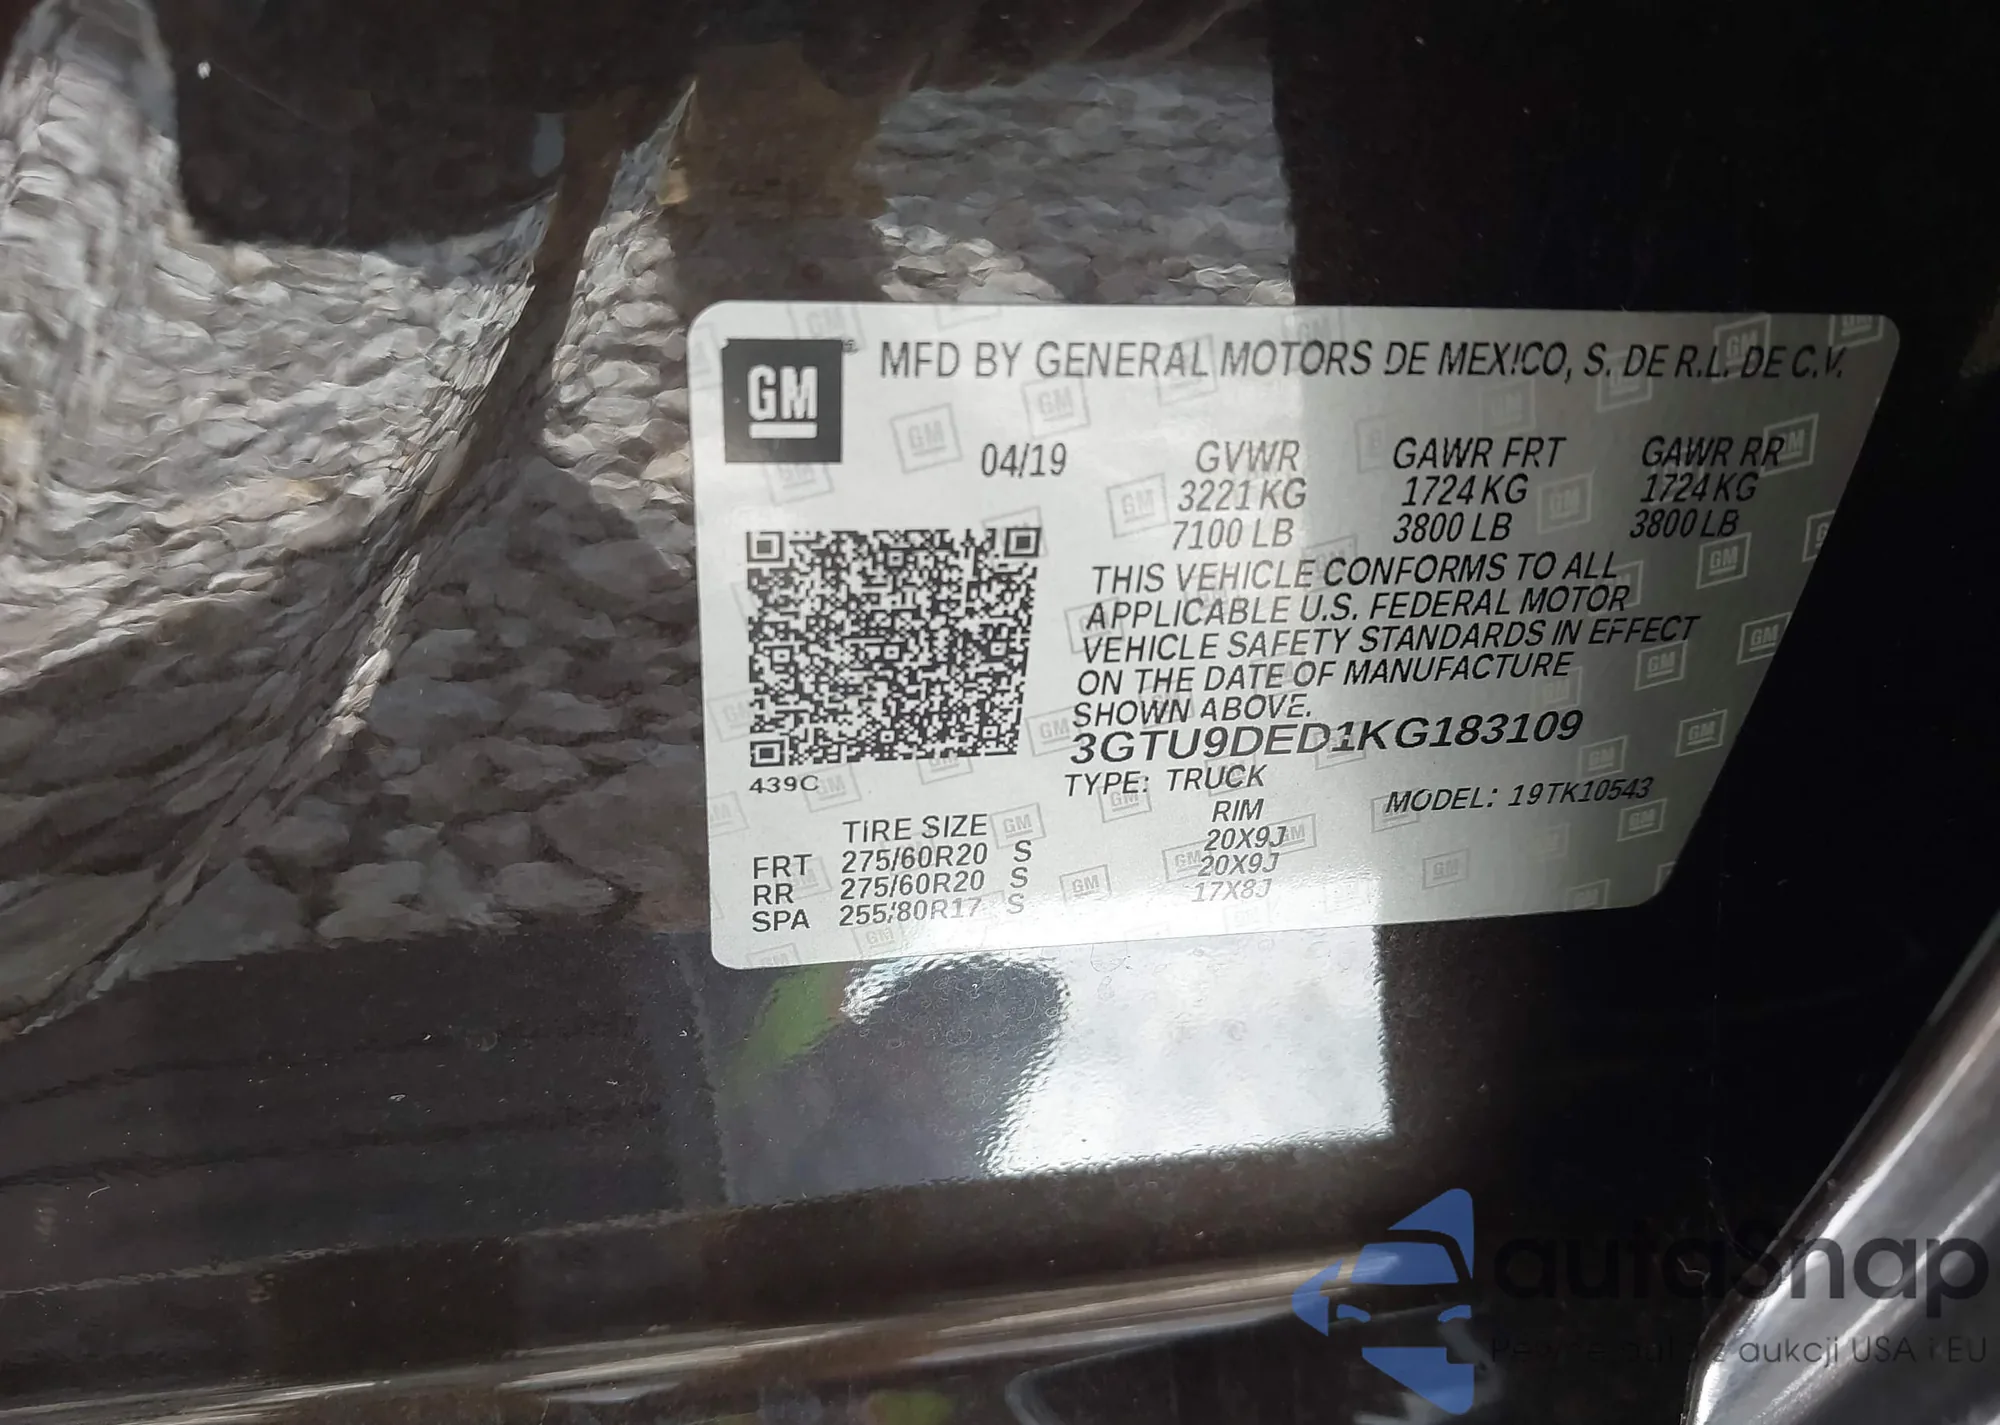 GM
MFD BY GENERAL MOTORS DE MEXICO, S. DE R.L. DE C.V.
04/19 GVWR GAWR FRT GAWR RR
3221 KG 1724 KG 1724 KG
7100 LB 3800 LB 3800 LB
THIS VEHICLE CONFORMS TO ALL
APPLICABLE U.S. FEDERAL MOTOR
VEHICLE SAFETY STANDARDS IN EFFECT
ON THE DATE OF MANUFACTURE
SHOWN ABOVE.
3GTU9DED1KG183109
439C
TYPE: TRUCK MODEL: 19TK10543
TIRE SIZE RIM
FRT 275/60R20 S 20X9J
RR 275/60R20 S 20X9J
SPA 255/80R17 S 17X8J
autaSnap
Pewne auta z aukcji USA i EU